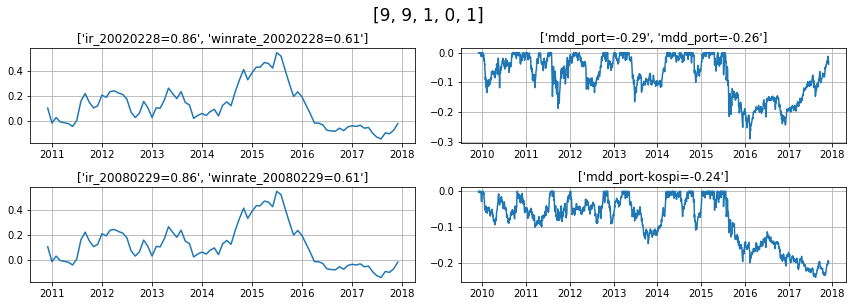 [9, 9, 1, 0, 1]
['ir_20020228=0.86', 'winrate_20020228=0.61']
0.4
0.2
0.0
2011 2012 2013 2014 2015 2016 2017 2018
['mdd_port=-0.29', 'mdd_port=-0.26']
0.0
−0.1
−0.2
−0.3
2010 2011 2012 2013 2014 2015 2016 2017 2018
['ir_20080229=0.86', 'winrate_20080229=0.61']
0.4
0.2
0.0
2011 2012 2013 2014 2015 2016 2017 2018
['mdd_port-kospi=-0.24']
0.0
−0.1
−0.2
2010 2011 2012 2013 2014 2015 2016 2017 2018